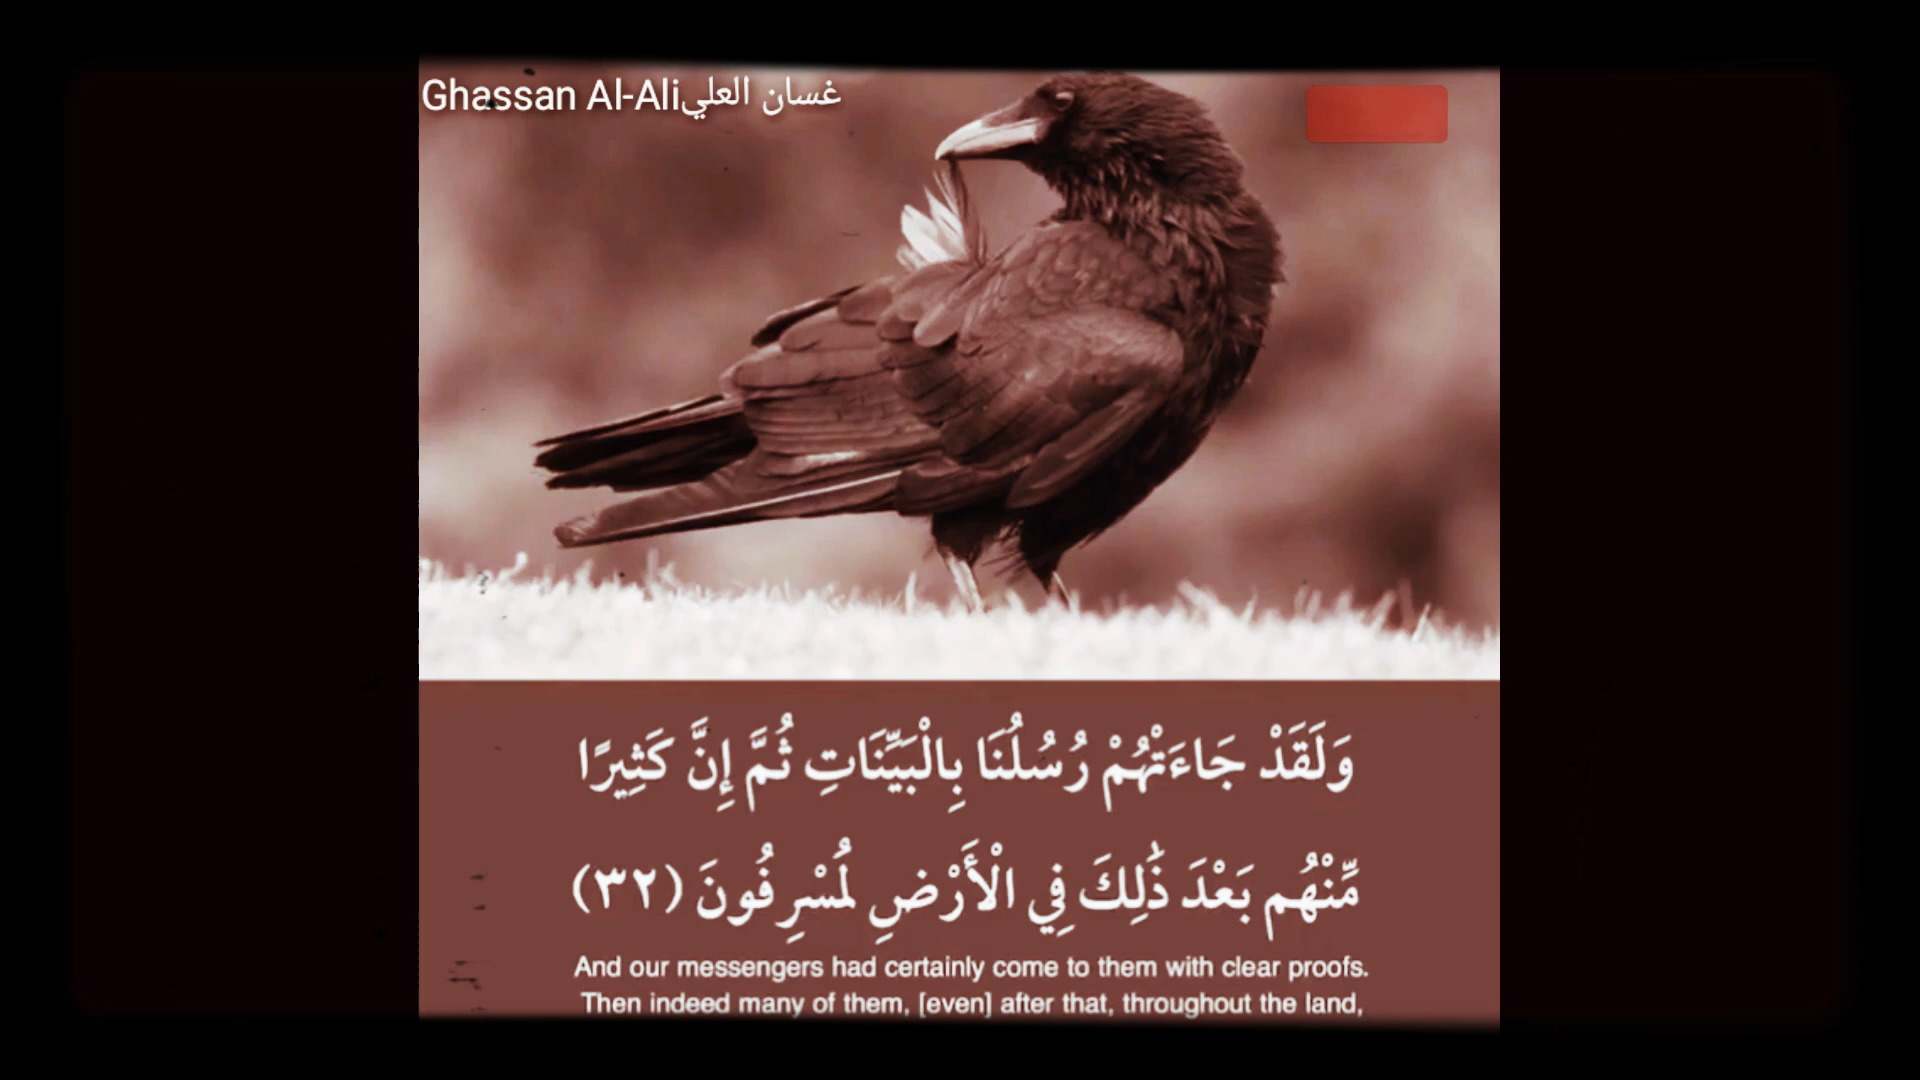 Ghassan Al-Aliغسان العلي
وَلَقَدْ جَاءَتْهُمْ رُسُلُنَا بِالْبَيِّنَاتِ ثُمَّ إِنَّ كَثِيرًا
مِّنْهُم بَعْدَ ذَٰلِكَ فِي الْأَرْضِ لَمُسْرِفُونَ (٣٢)
And our messengers had certainly come to them with clear proofs.
Then indeed many of them, [even] after that, throughout the land,